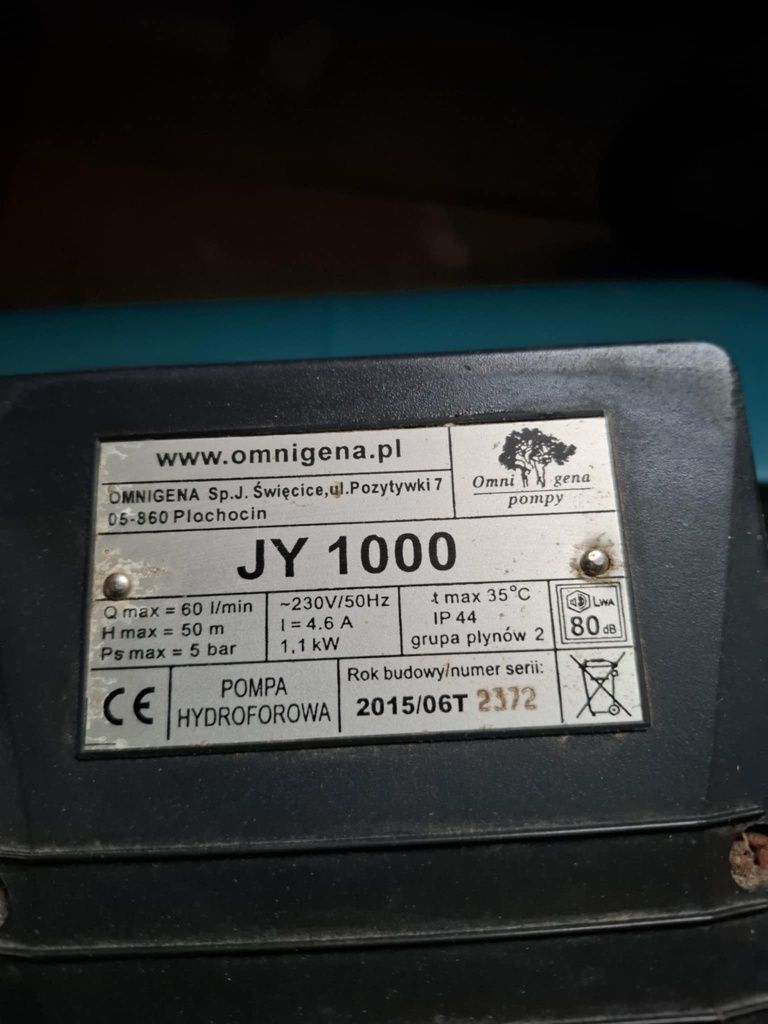 www.omnigena.pl
OMNIGENA Sp.J. Święcice,ul.Pozytywki 7
05-860 Plochocin
Omni gena
pompy
JY 1000
Q max = 60 l/min
H max = 50 m
Ps max = 5 bar
~230V/50Hz
I = 4.6 A
1,1 kW
t max 35°C
IP 44
grupa plynów 2
LWA
80 dB
CE
POMPA
HYDROFOROWA
Rok budowy/numer serii:
2015/06T 2372